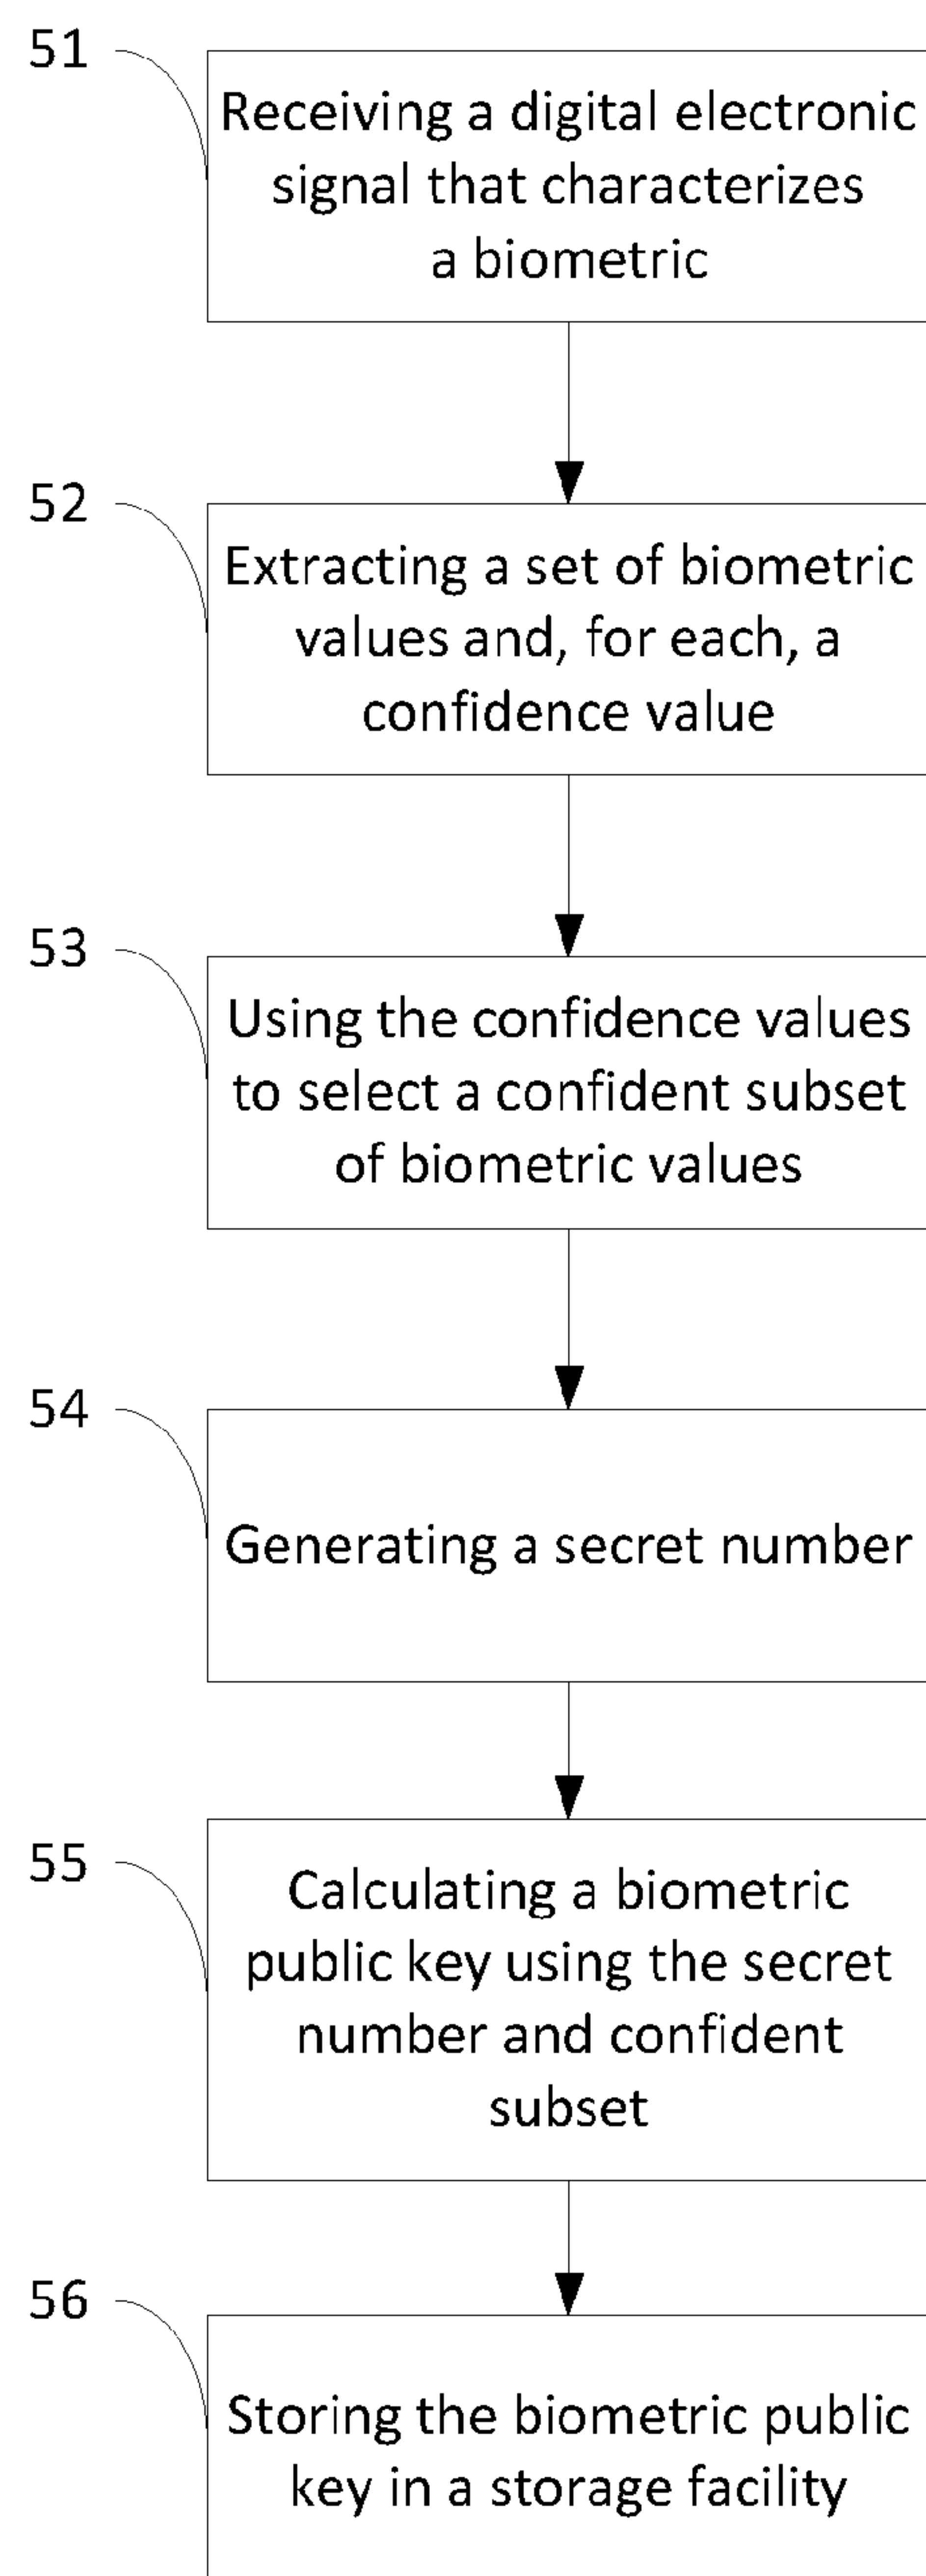 51
Receiving a digital electronic
signal that characterizes
a biometric
52
Extracting a set of biometric
values and, for each, a
confidence value
53
Using the confidence values
to select a confident subset
of biometric values
54
Generating a secret number
55
Calculating a biometric
public key using the secret
number and confident
subset
56
Storing the biometric public
key in a storage facility